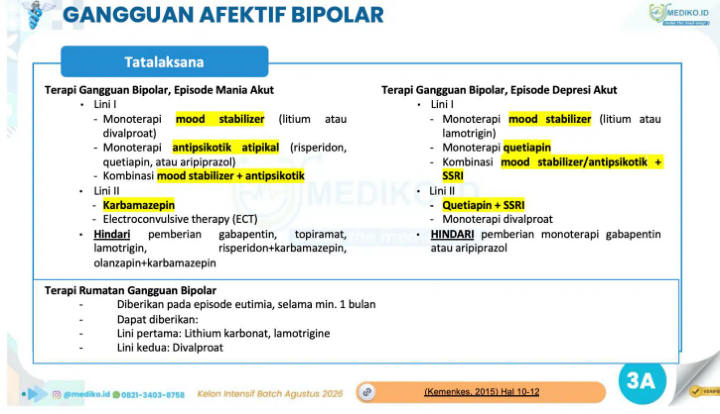 GANGGUAN AFEKTIF BIPOLAR
MEDIKO.ID
Tatalaksana
Terapi Gangguan Bipolar, Episode Mania Akut
• Lini I
- Monoterapi mood stabilizer (litium atau
divalproat)
- Monoterapi antipsikotik atipikal (risperidon,
quetiapin, atau aripiprazol)
- Kombinasi mood stabilizer + antipsikotik
• Lini II
- Karbamazepin
- Electroconvulsive therapy (ECT)
• Hindari pemberian gabapentin, topiramat,
lamotrigin, risperidon+karbamazepin,
olanzapin+karbamazepin
Terapi Gangguan Bipolar, Episode Depresi Akut
• Lini I
- Monoterapi mood stabilizer (litium atau
lamotrigin)
- Monoterapi quetiapin
- Kombinasi mood stabilizer/antipsikotik +
SSRI
• Lini II
- Quetiapin + SSRI
- Monoterapi divalproat
• HINDARI pemberian monoterapi gabapentin
atau aripiprazol
MEDIKO.ID
Terapi Rumatan Gangguan Bipolar
- Diberikan pada episode eutimia, selama min. 1 bulan
- Dapat diberikan:
- Lini pertama: Lithium karbonat, lamotrigine
- Lini kedua: Divalproat
3A
@mediko.id 0821-3403-8758 Kelon Intensif Batch Agustus 2026
(Kemenkes, 2015) Hal 10-12